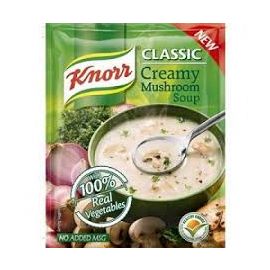 NEW
Knorr
CLASSIC
Creamy
Mushroom
Soup
100%
Real
Vegetables
NO ADDED MSG